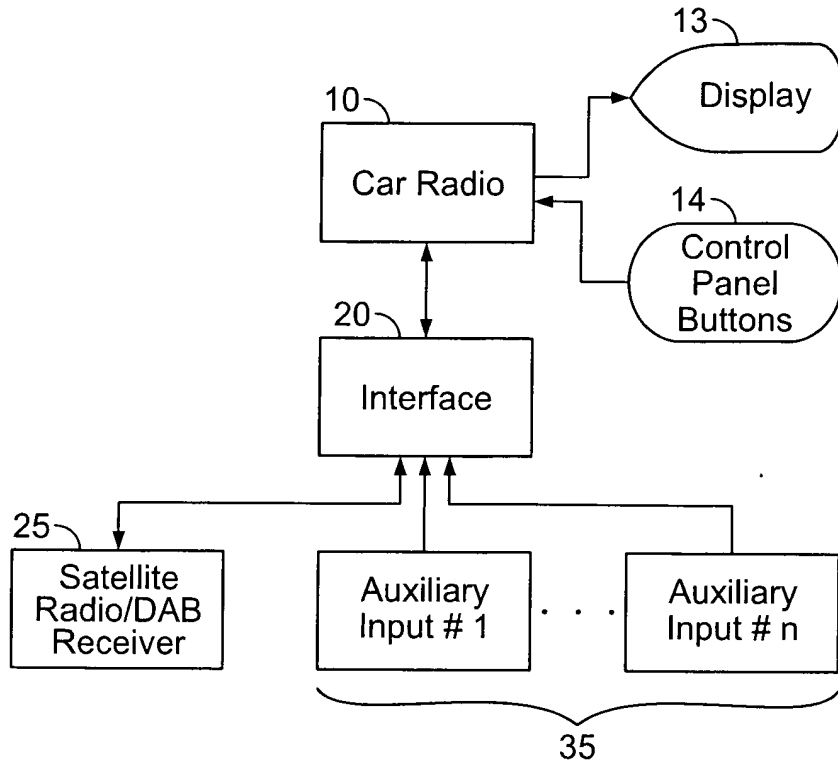 13
Display
10
Car Radio
14
Control
Panel
Buttons
20
Interface
25
Satellite
Radio/DAB
Receiver
Auxiliary
Input # 1
. . .
Auxiliary
Input # n
35